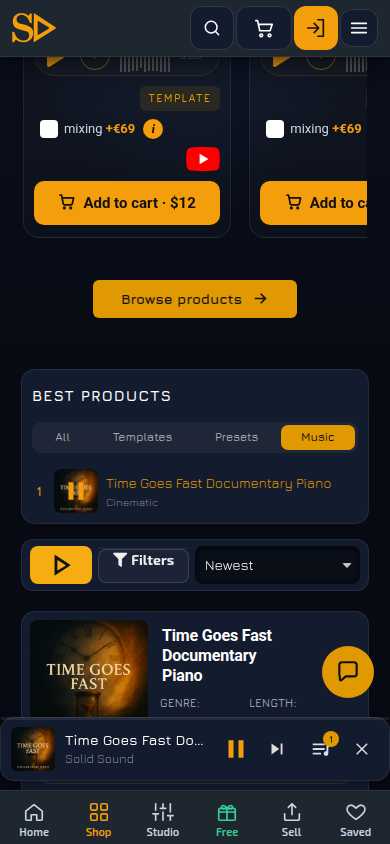 SD
TEMPLATE
mixing +€69 i
mixing +€69
Add to cart · $12
Add to ca
Browse products →
BEST PRODUCTS
All Templates Presets Music
1 Time Goes Fast Documentary Piano
Cinematic
Filters Newest
TIME GOES
FAST
Time Goes Fast
Documentary
Piano
GENRE: LENGTH:
Time Goes Fast Do...
Solid Sound
1
Home Shop Studio Free Sell Saved